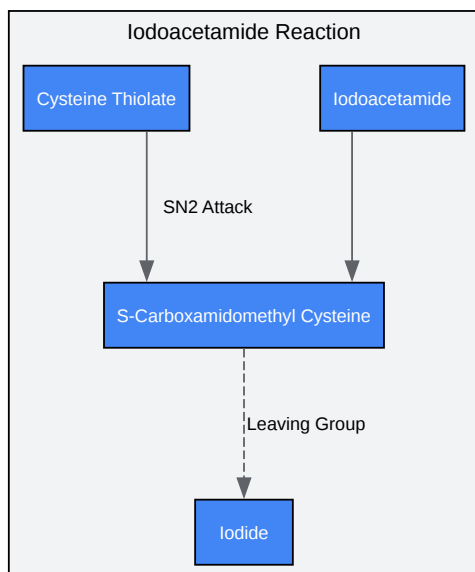 Iodoacetamide Reaction
Cysteine Thiolate
Iodoacetamide
SN2 Attack
S-Carboxamidomethyl Cysteine
Leaving Group
Iodide